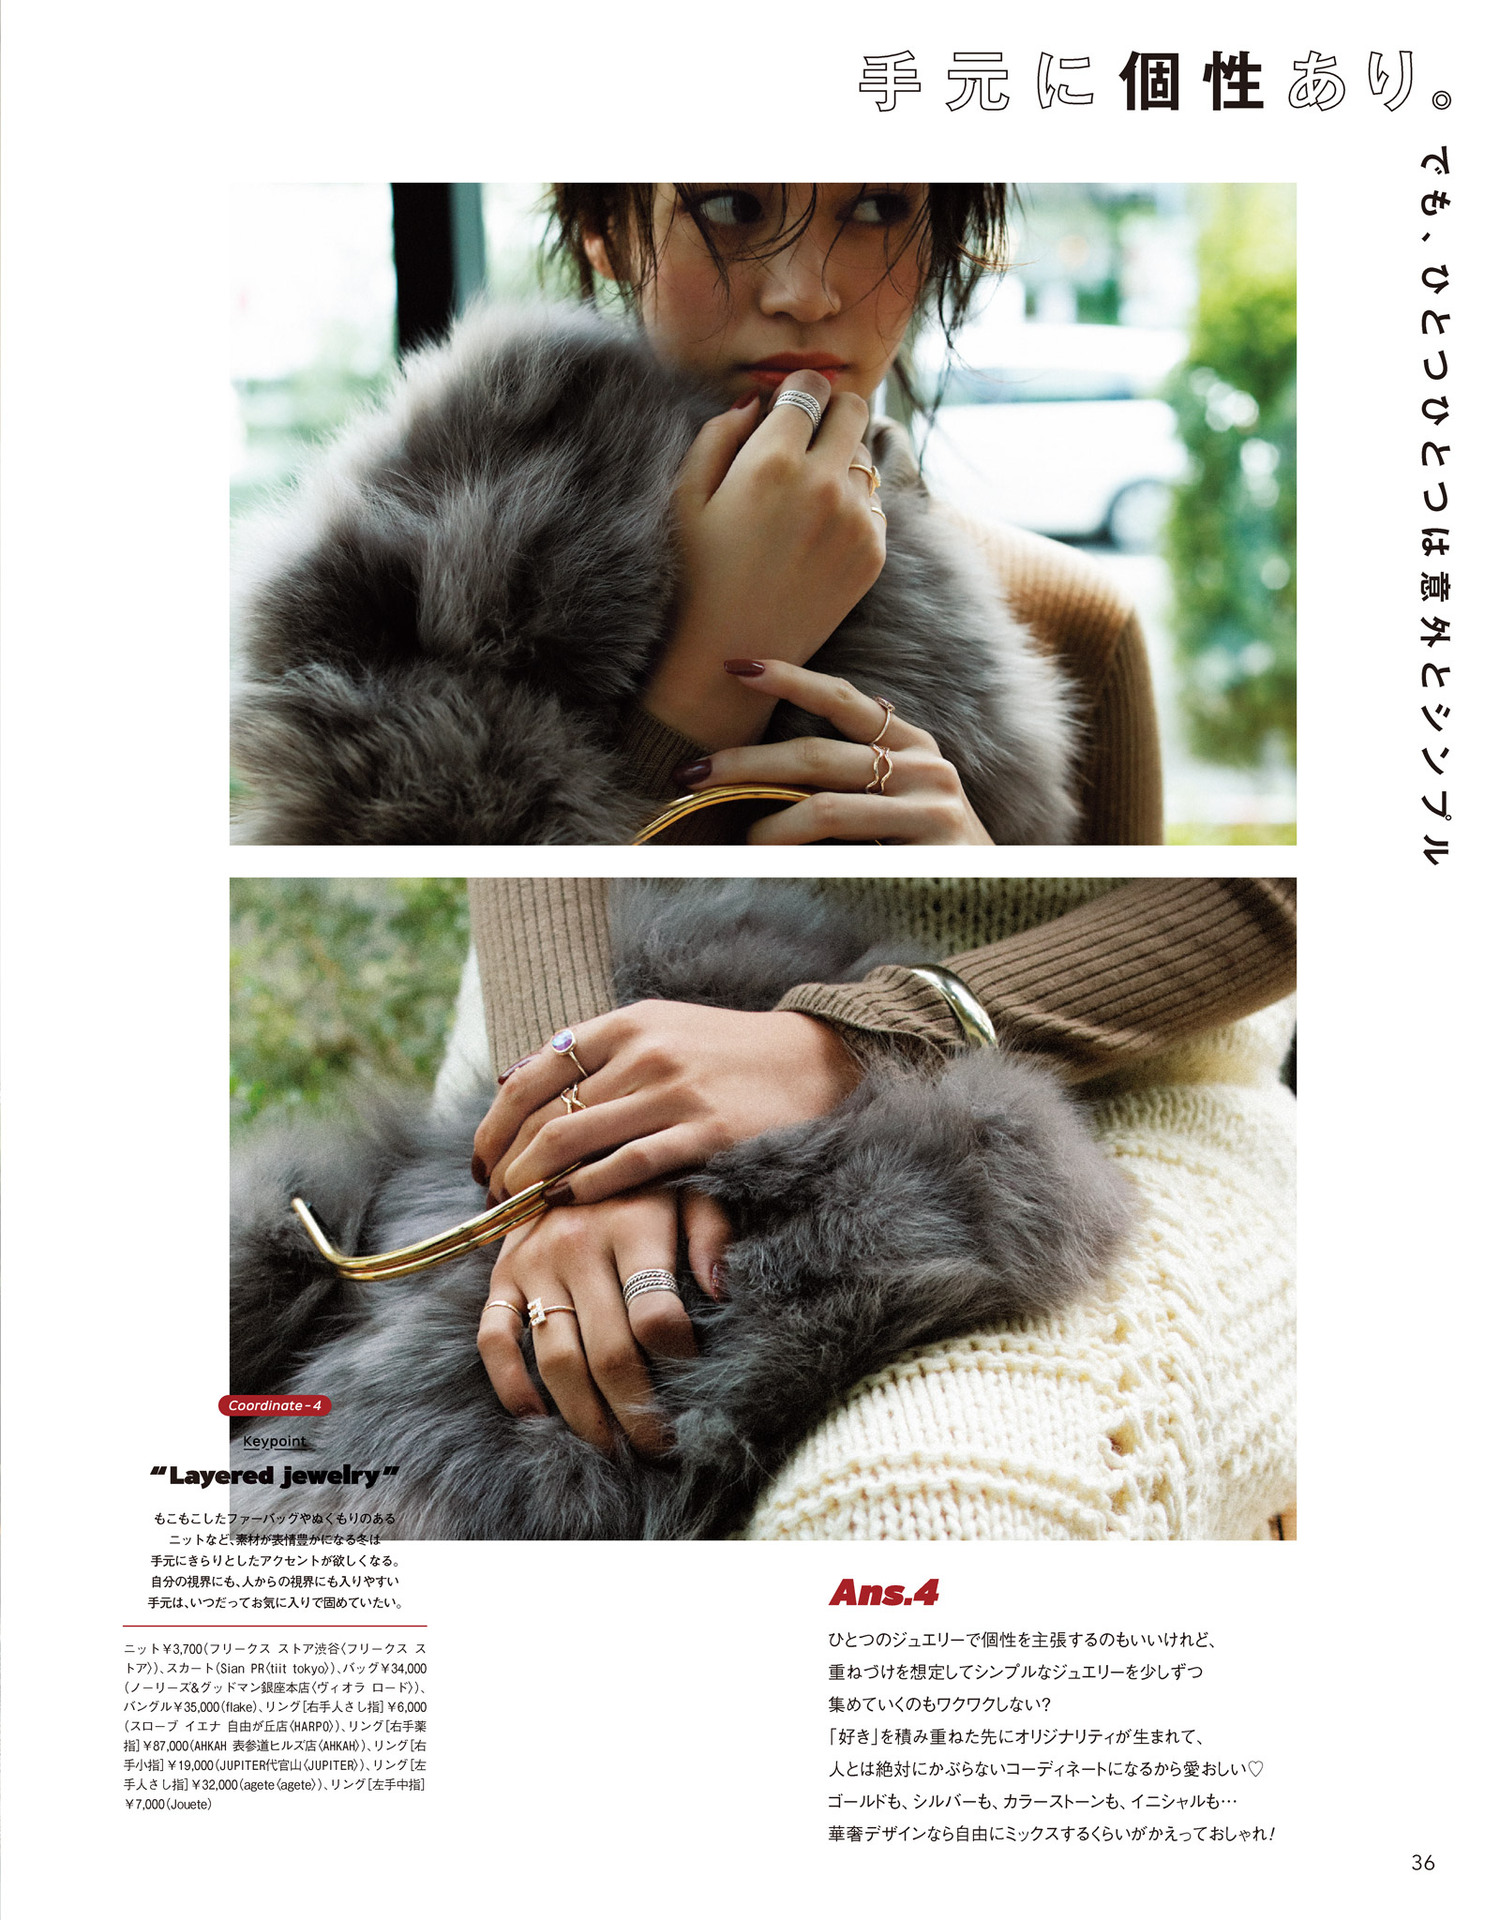 手元に個性あり。
でも、ひとつひとつは意外とシンプル
Coordinate-4
Keypoint
“Layered jewelry”
もこもこしたファーバッグやぬくもりのある
ニットなど、素材が表情豊かになる冬は
手元にきらりとしたアクセントが欲しくなる。
自分の視界にも、人からの視界にも入りやすい
手元は、いつだってお気に入りで固めていたい。
ニット￥3,700（フリークス ストア渋谷〈フリークス ス
トア〉）、スカート（Sian PR〈tiit tokyo〉）、バッグ￥34,000
（ノーリーズ&グッドマン銀座本店〈ヴィオラ ロード〉）、
バングル￥35,000（flake）、リング［右手人さし指］￥6,000
（スローブ イエナ 自由が丘店〈HARPO〉）、リング［右手薬
指］￥87,000（AHKAH 表参道ヒルズ店〈AHKAH〉）、リング［右
手小指］￥19,000（JUPITER代官山〈JUPITER〉）、リング［左
手人さし指］￥32,000（agete〈agete〉）、リング［左手中指］
￥7,000（Jouete）
Ans.4
ひとつのジュエリーで個性を主張するのもいいけれど、
重ねづけを想定してシンプルなジュエリーを少しずつ
集めていくのもワクワクしない？
「好き」を積み重ねた先にオリジナリティが生まれて、
人とは絶対にかぶらないコーディネートになるから愛おしい♡
ゴールドも、シルバーも、カラーストーンも、イニシャルも…
華奢デザインなら自由にミックスするくらいがかえっておしゃれ！
36